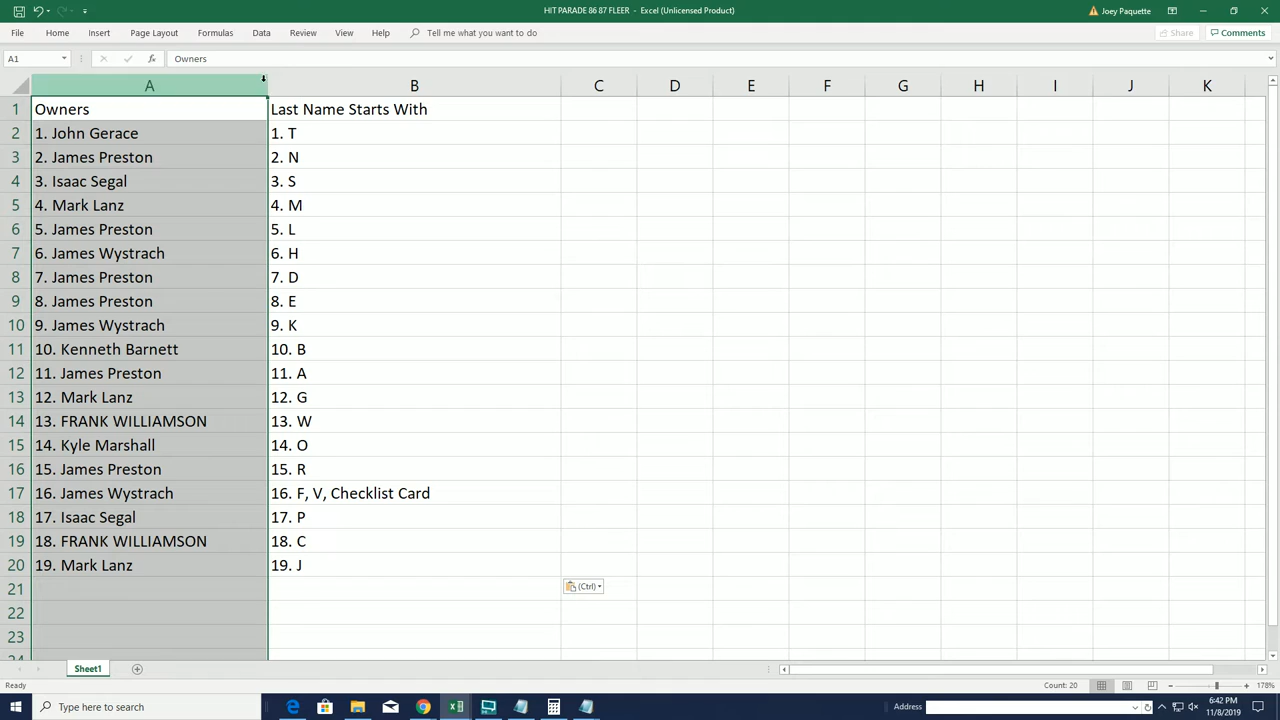 HIT PARADE 86 87 FLEER - Excel (Unlicensed Product)
Joey Paquette
File Home Insert Page Layout Formulas Data Review View Help Tell me what you want to do Share Comments
A1 fx Owners
A B C D E F G H I J K
1 Owners Last Name Starts With
2 1. John Gerace 1. T
3 2. James Preston 2. N
4 3. Isaac Segal 3. S
5 4. Mark Lanz 4. M
6 5. James Preston 5. L
7 6. James Wystrach 6. H
8 7. James Preston 7. D
9 8. James Preston 8. E
10 9. James Wystrach 9. K
11 10. Kenneth Barnett 10. B
12 11. James Preston 11. A
13 12. Mark Lanz 12. G
14 13. FRANK WILLIAMSON 13. W
15 14. Kyle Marshall 14. O
16 15. James Preston 15. R
17 16. James Wystrach 16. F, V, Checklist Card
18 17. Isaac Segal 17. P
19 18. FRANK WILLIAMSON 18. C
20 19. Mark Lanz 19. J
21 (Ctrl)
22
23
24
Sheet1
Ready Count: 20 178%
Type here to search Address 6:42 PM
11/8/2019